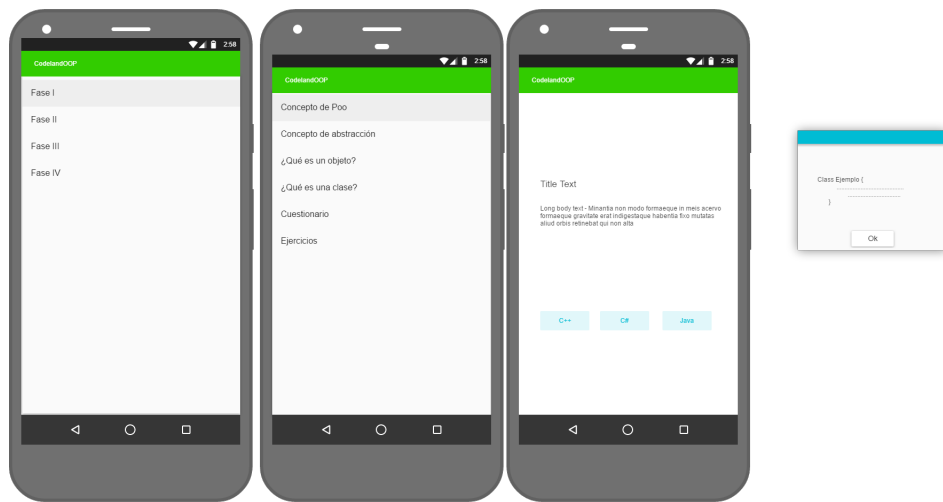 2:58
CodelandOOP
Fase I
Fase II
Fase III
Fase IV
2:58
CodelandOOP
Concepto de Poo
Concepto de abstracción
¿Qué es un objeto?
¿Qué es una clase?
Cuestionario
Ejercicios
2:58
CodelandOOP
Title Text
Long body text - Minantia non modo formaeque in meis acervo
formaeque gravitate erat indigestaque habentia fixo mutatas
aliud orbis retinebat qui non alta
C++
C#
Java
Class Ejemplo {
}
Ok